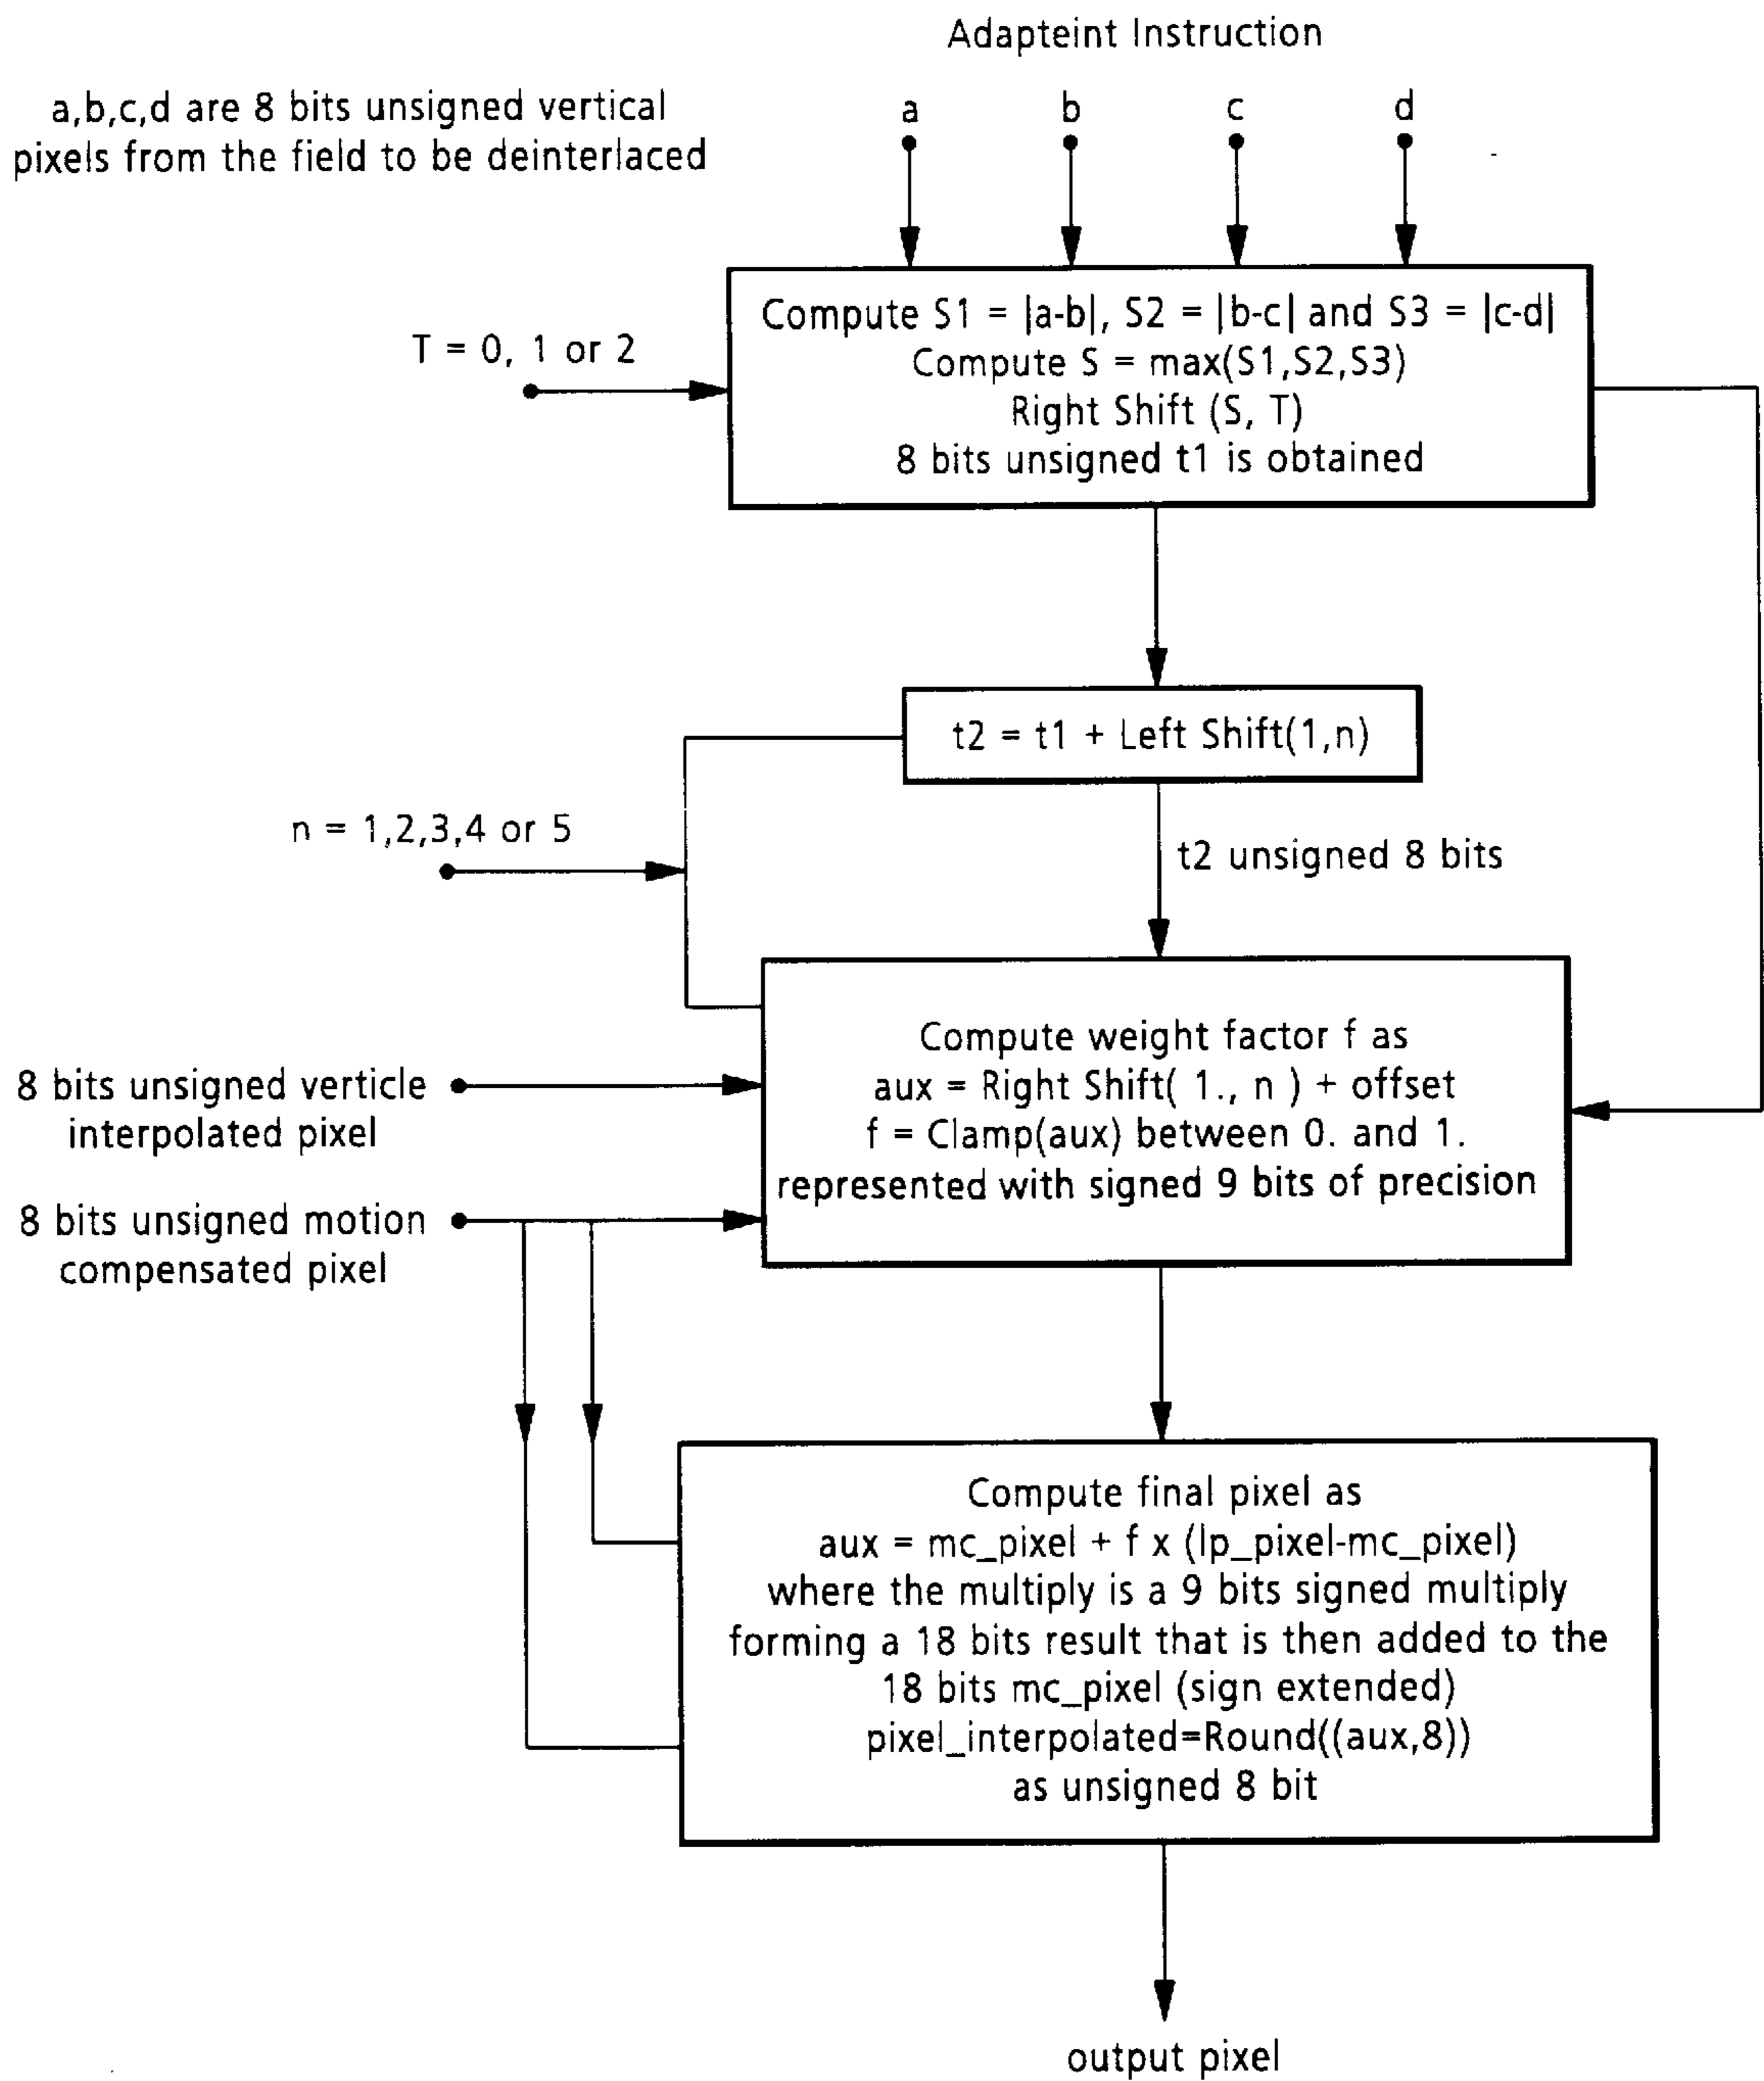 Adapteint Instruction
a,b,c,d are 8 bits unsigned vertical
pixels from the field to be deinterlaced
a b c d
T = 0, 1 or 2
Compute S1 = |a-b|, S2 = |b-c| and S3 = |c-d|
Compute S = max(S1,S2,S3)
Right Shift (S, T)
8 bits unsigned t1 is obtained
t2 = t1 + Left Shift(1,n)
n = 1,2,3,4 or 5
t2 unsigned 8 bits
8 bits unsigned verticle
interpolated pixel
8 bits unsigned motion
compensated pixel
Compute weight factor f as
aux = Right Shift( 1., n ) + offset
f = Clamp(aux) between 0. and 1.
represented with signed 9 bits of precision
Compute final pixel as
aux = mc_pixel + f x (lp_pixel-mc_pixel)
where the multiply is a 9 bits signed multiply
forming a 18 bits result that is then added to the
18 bits mc_pixel (sign extended)
pixel_interpolated=Round((aux,8))
as unsigned 8 bit
output pixel